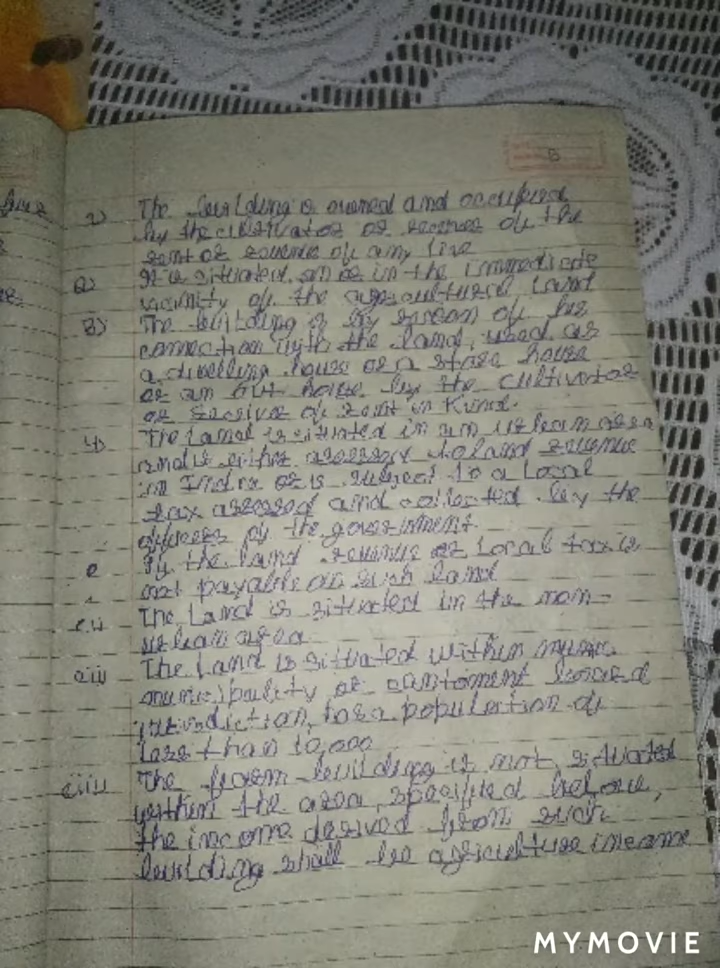 B
1) The building is owned and occupied
by the cultivator or receiver of the
rent or revenue of any
2) It is situated on or in the immediate
vicinity of the agricultural Land
3) The building is by reason of his
connection with the land, used as
a dwelling house or a store house
or an out house by the cultivator
or receiver of rent in Kind.
4) The Land is situated in an urban area
and is either assessed land revenue
in India or is subject to a Local
tax assessed and collected by the
officers of the government.
If the land revenue or Local tax is
not payable on such land
The Land is situated in the non-
urban area
The Land is situated within
municipality or cantoment board
jurisdiction, has a population of
less than 10,000
The farm building is not situated
within the area, specified below,
the income derived from such
building shall be agriculture income
MYMOVIE